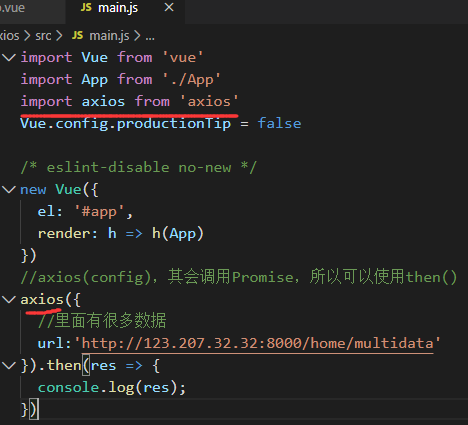 .vue
JS main.js ×
xios > src > JS main.js > ...
import Vue from 'vue'
import App from './App'
import axios from 'axios'
Vue.config.productionTip = false
/* eslint-disable no-new */
new Vue({
el: '#app',
render: h => h(App)
})
//axios(config)，其会调用Promise，所以可以使用then()
axios({
//里面有很多数据
url:'http://123.207.32.32:8000/home/multidata'
}).then(res => {
console.log(res);
})